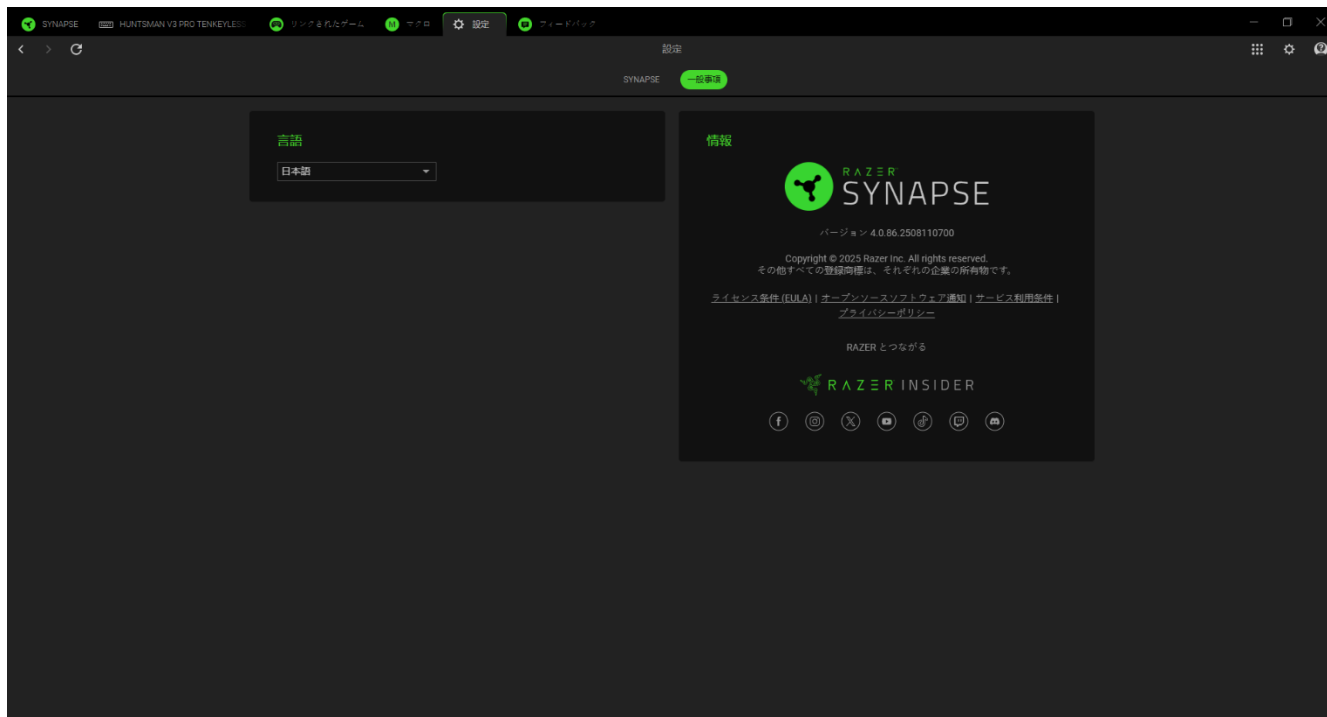 SYNAPSE HUNTSMAN V3 PRO TENKEYLESS リンクされたゲーム マクロ 設定 フィードバック
設定
SYNAPSE 一般事項
言語
日本語
情報
RAZER
SYNAPSE
バージョン 4.0.86.2508110700
Copyright © 2025 Razer Inc. All rights reserved.
その他すべての登録商標は、それぞれの企業の所有物です。
ライセンス条件 (EULA) | オープンソースソフトウェア通知 | サービス利用条件 |
プライバシーポリシー
RAZER とつながる
RAZER INSIDER